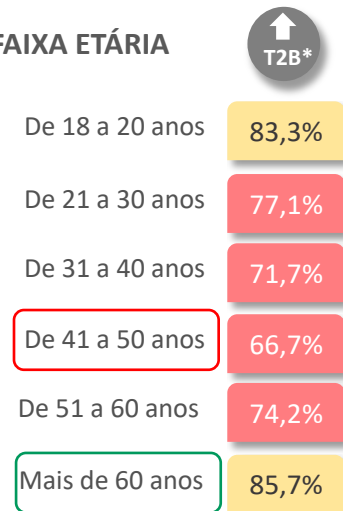 FAIXA ETÁRIA
T2B*
De 18 a 20 anos 83,3%
De 21 a 30 anos 77,1%
De 31 a 40 anos 71,7%
De 41 a 50 anos 66,7%
De 51 a 60 anos 74,2%
Mais de 60 anos 85,7%